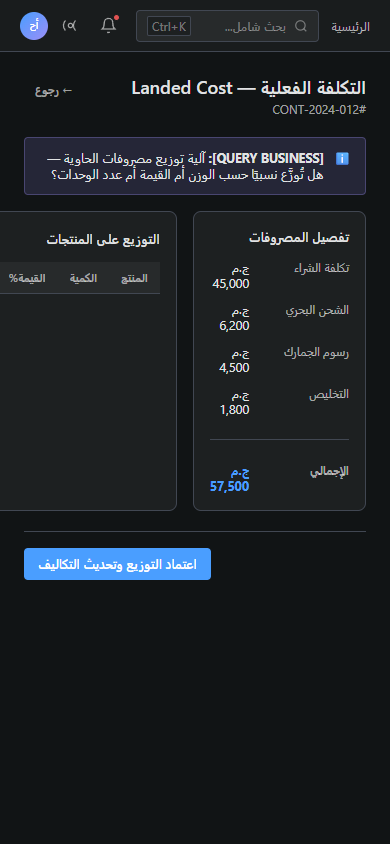 الرئيسية
بحث شامل...
Ctrl+K
أح
التكلفة الفعلية — Landed Cost
← رجوع
#CONT-2024-012
[QUERY BUSINESS]: آلية توزيع مصروفات الحاوية —
هل تُوزَّع نسبيًا حسب الوزن أم القيمة أم عدد الوحدات؟
تفصيل المصروفات
تكلفة الشراء
ج.م
45,000
الشحن البحري
ج.م
6,200
رسوم الجمارك
ج.م
4,500
التخليص
ج.م
1,800
الإجمالي
ج.م
57,500
التوزيع على المنتجات
المنتج
الكمية
القيمة%
اعتماد التوزيع وتحديث التكاليف